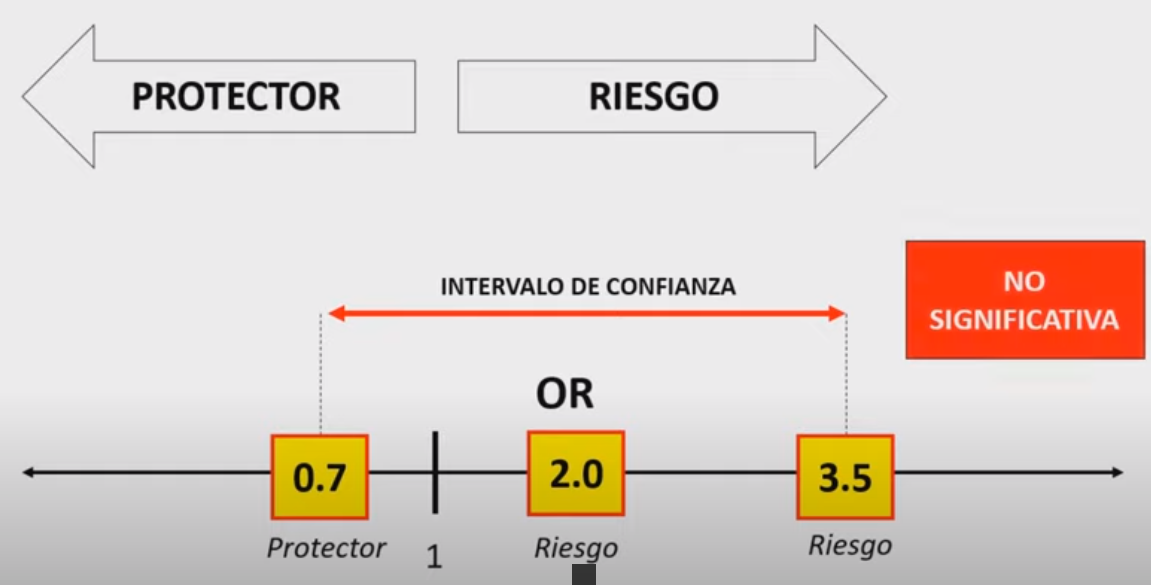 PROTECTOR
RIESGO
INTERVALO DE CONFIANZA
NO
SIGNIFICATIVA
OR
0.7
2.0
3.5
Protector
1
Riesgo
Riesgo